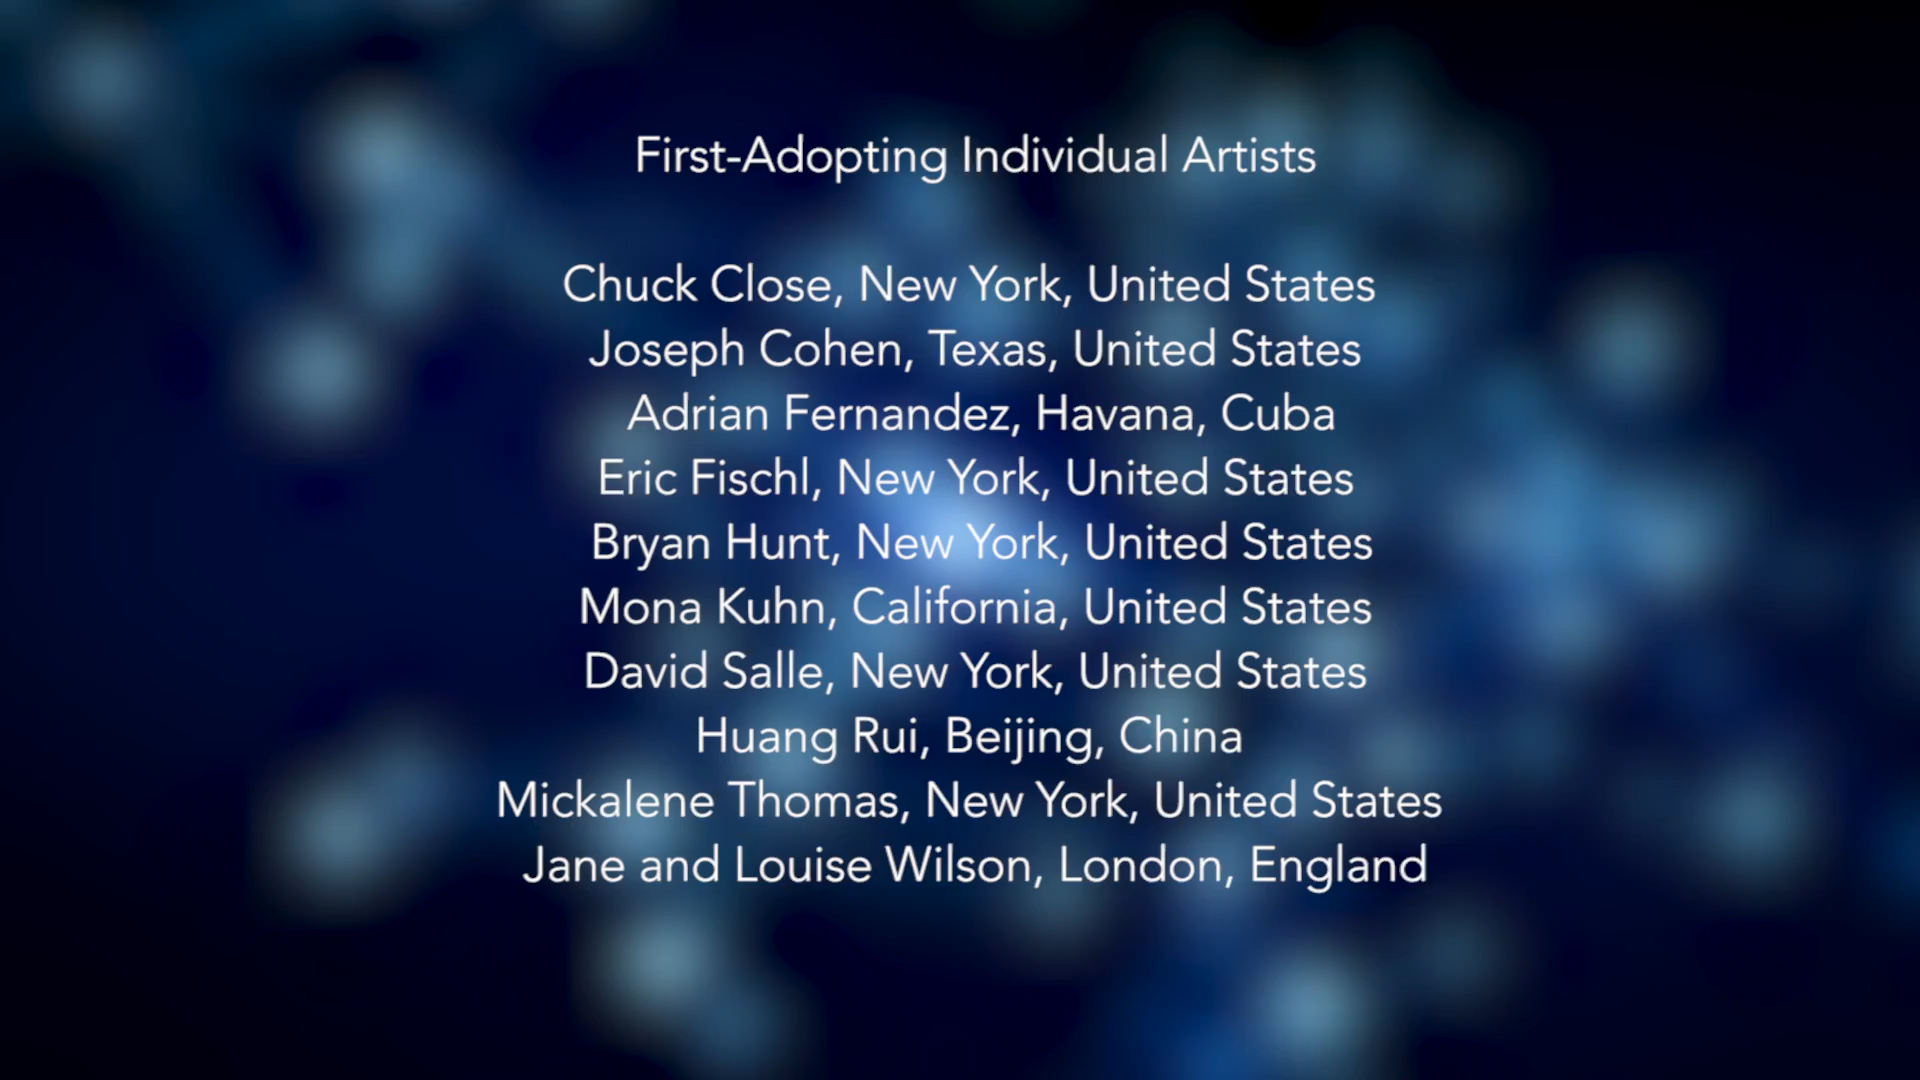 First-Adopting Individual Artists
Chuck Close, New York, United States
Joseph Cohen, Texas, United States
Adrian Fernandez, Havana, Cuba
Eric Fischl, New York, United States
Bryan Hunt, New York, United States
Mona Kuhn, California, United States
David Salle, New York, United States
Huang Rui, Beijing, China
Mickalene Thomas, New York, United States
Jane and Louise Wilson, London, England